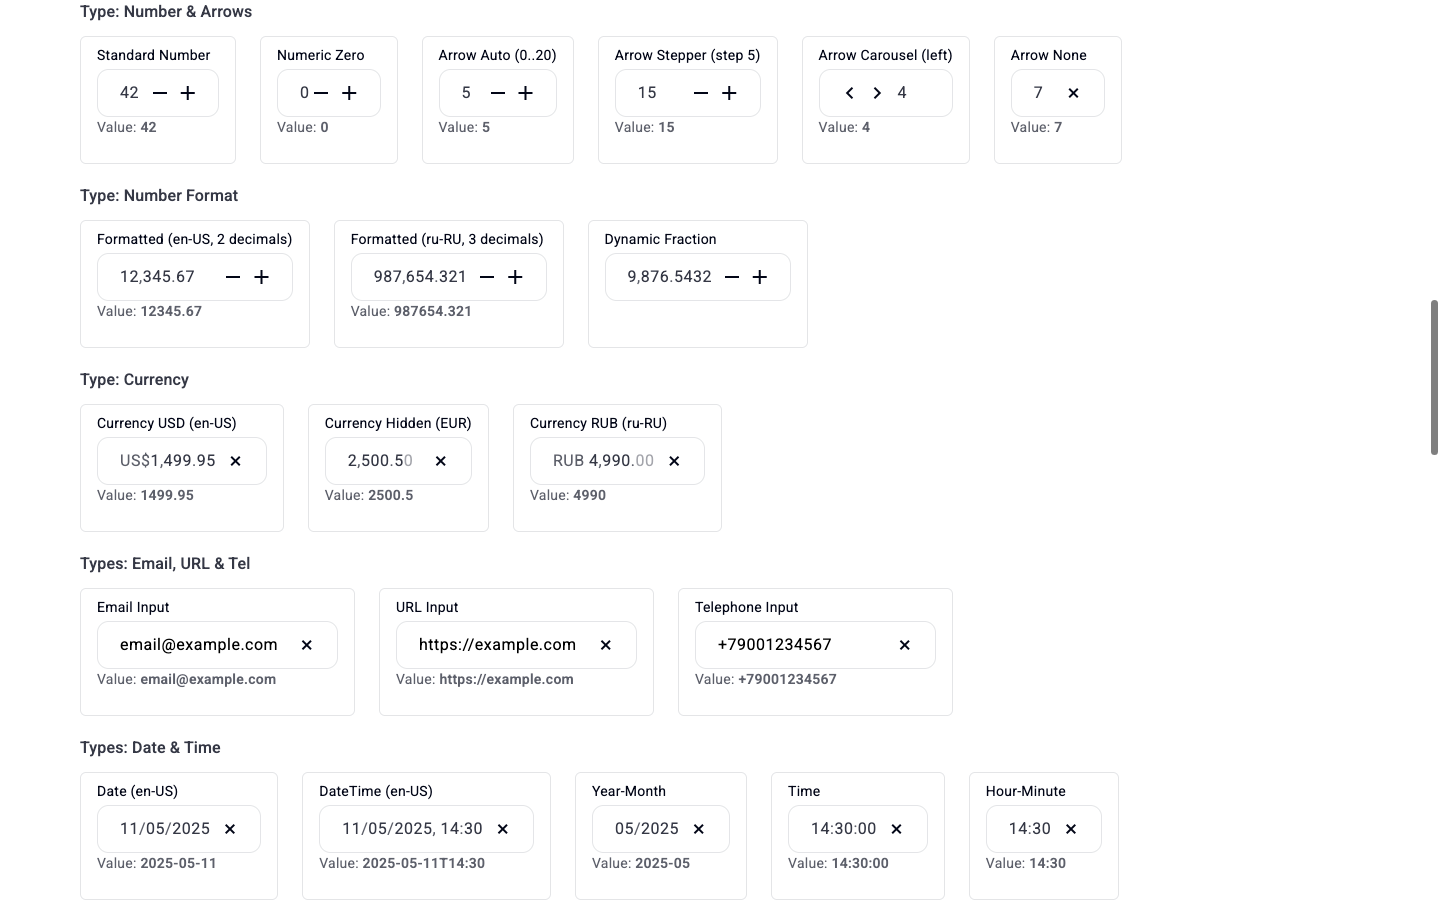 Type: Number & Arrows
Standard Number
42
Value: 42
Numeric Zero
0
Value: 0
Arrow Auto (0..20)
5
Value: 5
Arrow Stepper (step 5)
15
Value: 15
Arrow Carousel (left)
4
Value: 4
Arrow None
7
Value: 7
Type: Number Format
Formatted (en-US, 2 decimals)
12,345.67
Value: 12345.67
Formatted (ru-RU, 3 decimals)
987,654.321
Value: 987654.321
Dynamic Fraction
9,876.5432
Type: Currency
Currency USD (en-US)
US$1,499.95
Value: 1499.95
Currency Hidden (EUR)
2,500.50
Value: 2500.5
Currency RUB (ru-RU)
RUB 4,990.00
Value: 4990
Types: Email, URL & Tel
Email Input
email@example.com
Value: email@example.com
URL Input
https://example.com
Value: https://example.com
Telephone Input
+79001234567
Value: +79001234567
Types: Date & Time
Date (en-US)
11/05/2025
Value: 2025-05-11
DateTime (en-US)
11/05/2025, 14:30
Value: 2025-05-11T14:30
Year-Month
05/2025
Value: 2025-05
Time
14:30:00
Value: 14:30:00
Hour-Minute
14:30
Value: 14:30